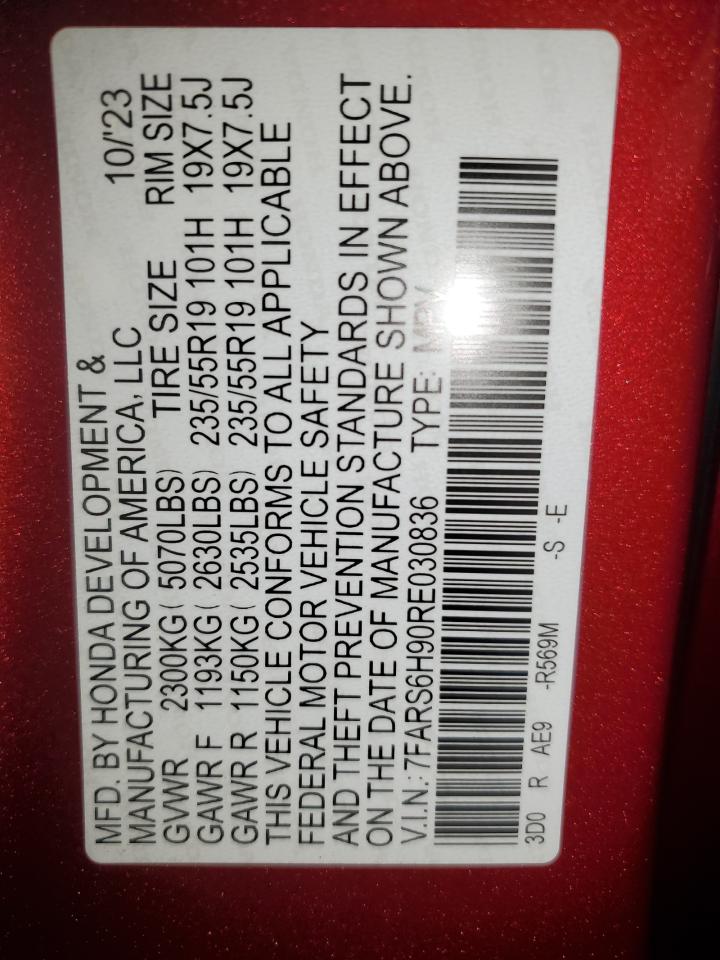 MFD. BY HONDA DEVELOPMENT &
MANUFACTURING OF AMERICA, LLC 10/'23
GVWR 2300KG( 5070LBS) TIRE SIZE RIM SIZE
GAWR F 1193KG( 2630LBS) 235/55R19 101H 19X7.5J
GAWR R 1150KG( 2535LBS) 235/55R19 101H 19X7.5J
THIS VEHICLE CONFORMS TO ALL APPLICABLE
FEDERAL MOTOR VEHICLE SAFETY
AND THEFT PREVENTION STANDARDS IN EFFECT
ON THE DATE OF MANUFACTURE SHOWN ABOVE.
V.I.N.:7FARS6H90RE030836 TYPE: MPV
3D0 R AE9 -R569M -S -E